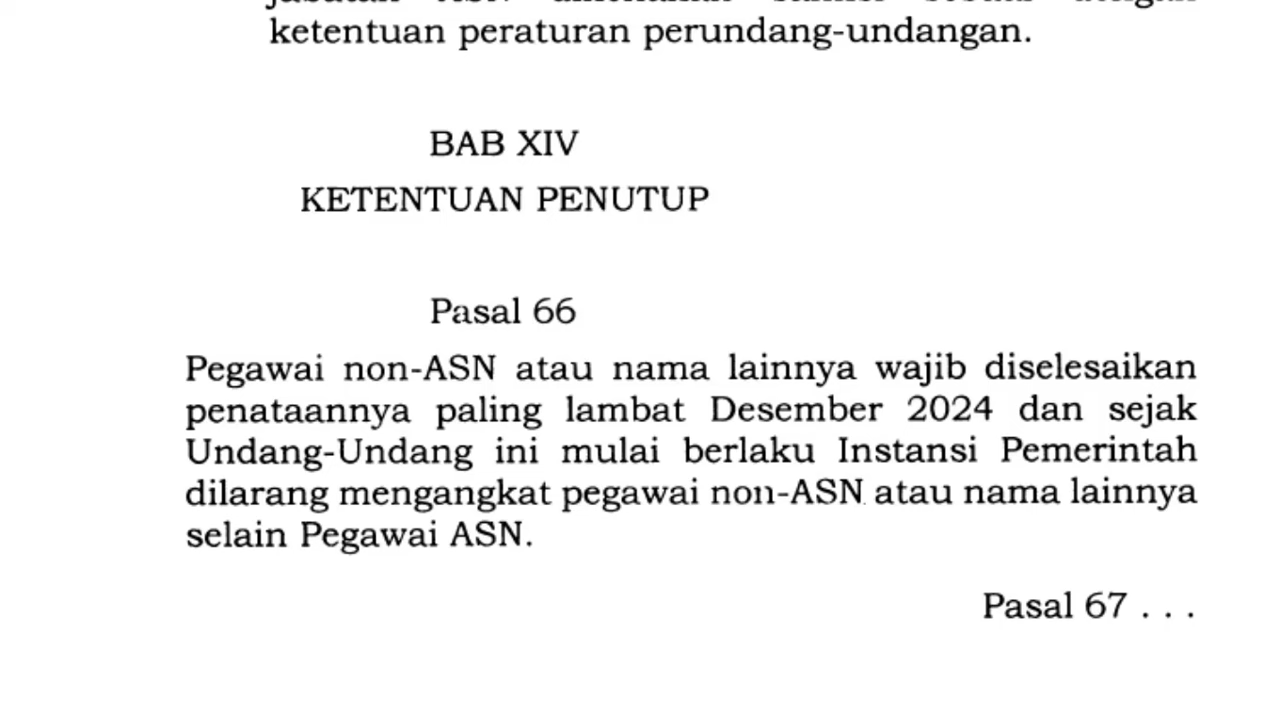 ketentuan peraturan perundang-undangan.
BAB XIV
KETENTUAN PENUTUP
Pasal 66
Pegawai non-ASN atau nama lainnya wajib diselesaikan
penataannya paling lambat Desember 2024 dan sejak
Undang-Undang ini mulai berlaku Instansi Pemerintah
dilarang mengangkat pegawai non-ASN atau nama lainnya
selain Pegawai ASN.
Pasal 67 . . .